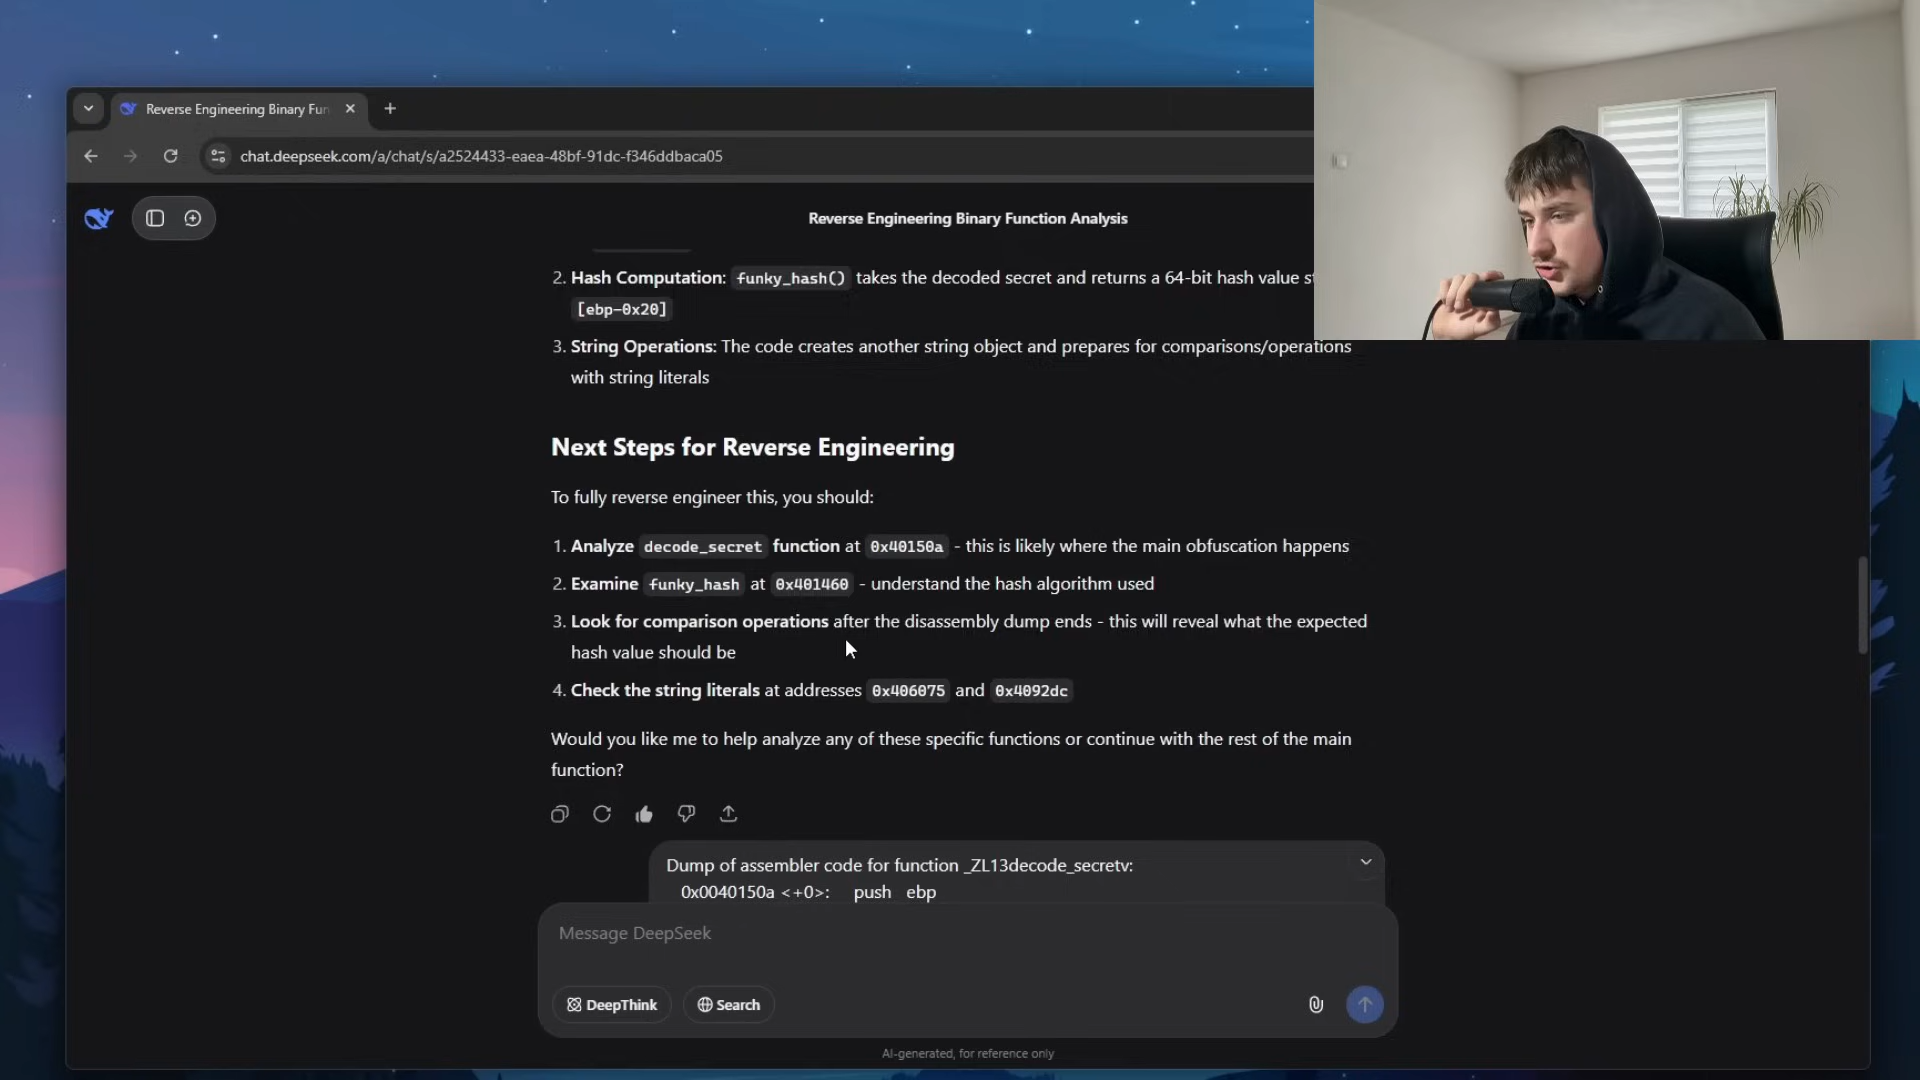 Reverse Engineering Binary Fun
chat.deepseek.com/a/chat/s/a2524433-eaea-48bf-91dc-f346ddbaca05
Reverse Engineering Binary Function Analysis
2. Hash Computation: funky_hash() takes the decoded secret and returns a 64-bit hash value st
[ebp-0x20]
3. String Operations: The code creates another string object and prepares for comparisons/operations
with string literals
Next Steps for Reverse Engineering
To fully reverse engineer this, you should:
1. Analyze decode_secret function at 0x40150a - this is likely where the main obfuscation happens
2. Examine funky_hash at 0x401460 - understand the hash algorithm used
3. Look for comparison operations after the disassembly dump ends - this will reveal what the expected
hash value should be
4. Check the string literals at addresses 0x406075 and 0x4092dc
Would you like me to help analyze any of these specific functions or continue with the rest of the main
function?
Dump of assembler code for function _ZL13decode_secretv:
0x0040150a <+0>: push ebp
Message DeepSeek
DeepThink
Search
AI-generated, for reference only